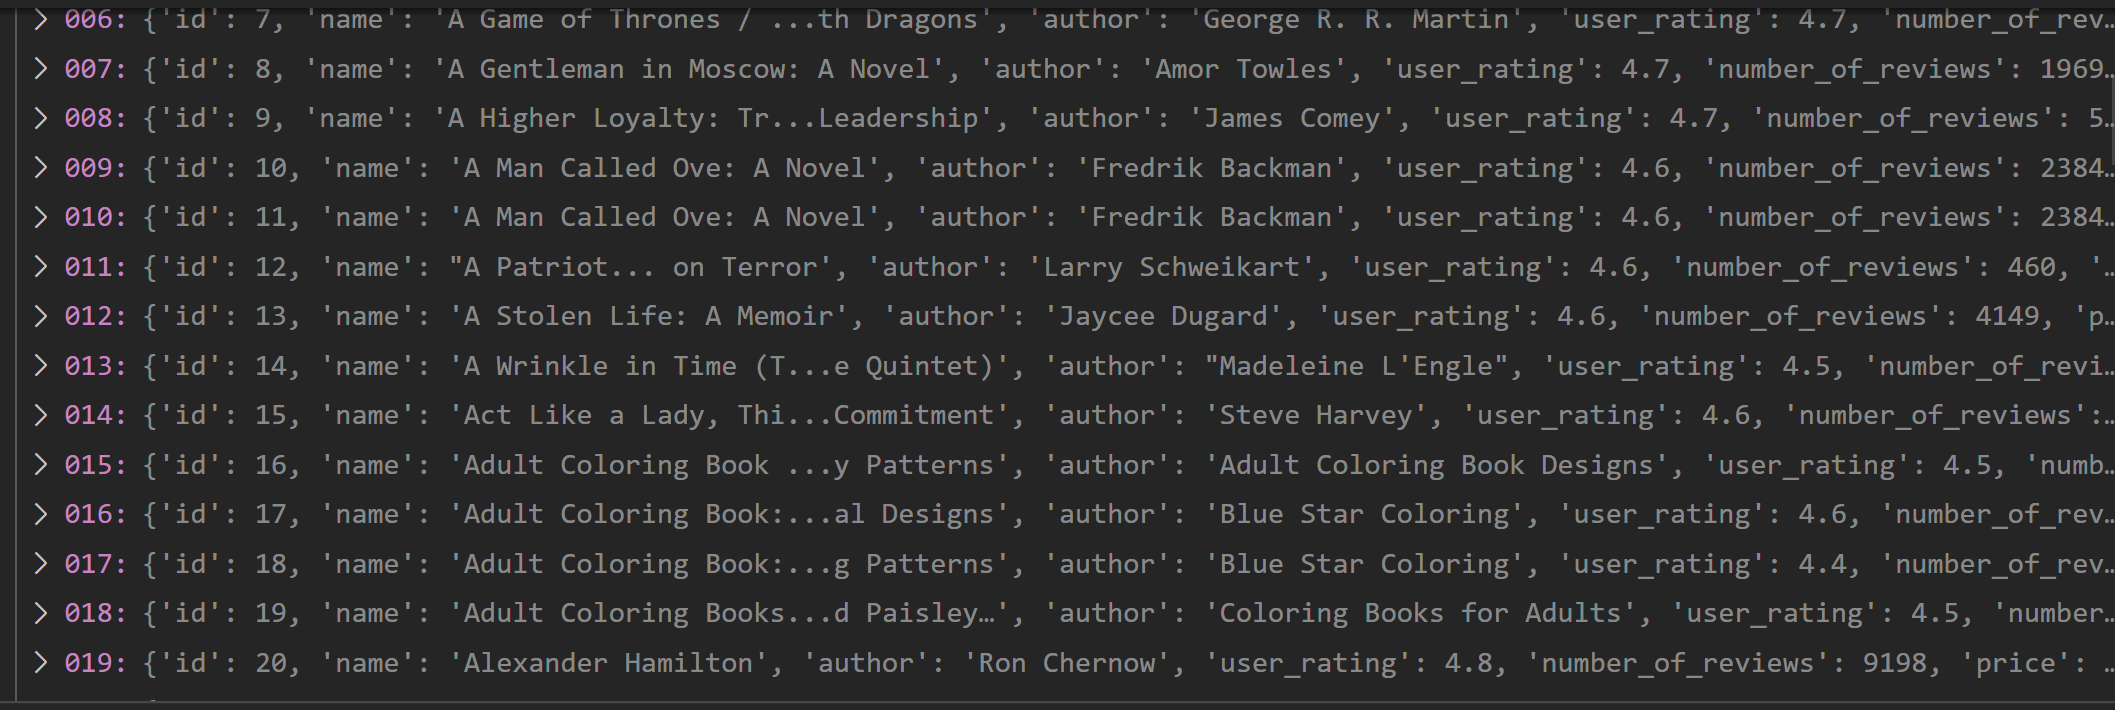 > 006: {'id': 7, 'name': 'A Game of Thrones / ...th Dragons', 'author': 'George R. R. Martin', 'user_rating': 4.7, 'number_of_rev…
> 007: {'id': 8, 'name': 'A Gentleman in Moscow: A Novel', 'author': 'Amor Towles', 'user_rating': 4.7, 'number_of_reviews': 1969…
> 008: {'id': 9, 'name': 'A Higher Loyalty: Tr...Leadership', 'author': 'James Comey', 'user_rating': 4.7, 'number_of_reviews': 5…
> 009: {'id': 10, 'name': 'A Man Called Ove: A Novel', 'author': 'Fredrik Backman', 'user_rating': 4.6, 'number_of_reviews': 2384…
> 010: {'id': 11, 'name': 'A Man Called Ove: A Novel', 'author': 'Fredrik Backman', 'user_rating': 4.6, 'number_of_reviews': 2384…
> 011: {'id': 12, 'name': "A Patriot... on Terror', 'author': 'Larry Schweikart', 'user_rating': 4.6, 'number_of_reviews': 460, '…
> 012: {'id': 13, 'name': 'A Stolen Life: A Memoir', 'author': 'Jaycee Dugard', 'user_rating': 4.6, 'number_of_reviews': 4149, 'p…
> 013: {'id': 14, 'name': 'A Wrinkle in Time (T...e Quintet)', 'author': "Madeleine L'Engle", 'user_rating': 4.5, 'number_of_revi…
> 014: {'id': 15, 'name': 'Act Like a Lady, Thi...Commitment', 'author': 'Steve Harvey', 'user_rating': 4.6, 'number_of_reviews':…
> 015: {'id': 16, 'name': 'Adult Coloring Book ...y Patterns', 'author': 'Adult Coloring Book Designs', 'user_rating': 4.5, 'numb…
> 016: {'id': 17, 'name': 'Adult Coloring Book:...al Designs', 'author': 'Blue Star Coloring', 'user_rating': 4.6, 'number_of_rev…
> 017: {'id': 18, 'name': 'Adult Coloring Book:...g Patterns', 'author': 'Blue Star Coloring', 'user_rating': 4.4, 'number_of_rev…
> 018: {'id': 19, 'name': 'Adult Coloring Books...d Paisley…', 'author': 'Coloring Books for Adults', 'user_rating': 4.5, 'number…
> 019: {'id': 20, 'name': 'Alexander Hamilton', 'author': 'Ron Chernow', 'user_rating': 4.8, 'number_of_reviews': 9198, 'price': …